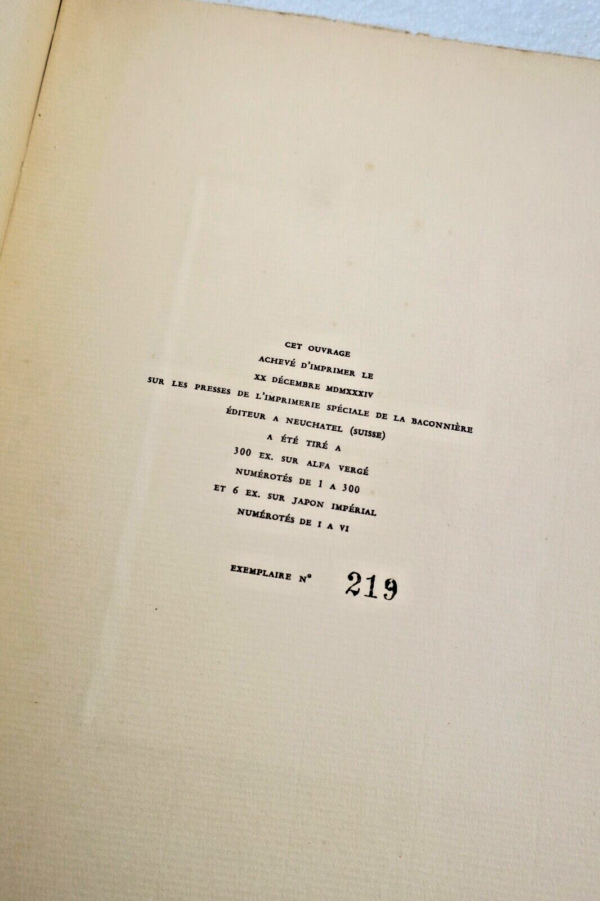 CET OUVRAGE
ACHEVÉ D'IMPRIMER LE
XX DÉCEMBRE MDMXXXIV
SUR LES PRESSES DE L'IMPRIMERIE SPÉCIALE DE LA BACONNIÈRE
ÉDITEUR A NEUCHATEL (SUISSE)
A ÉTÉ TIRÉ A
300 EX. SUR ALFA VERGÉ
NUMÉROTÉS DE 1 A 300
ET 6 EX. SUR JAPON IMPÉRIAL
NUMÉROTÉS DE I A VI
EXEMPLAIRE N° 219